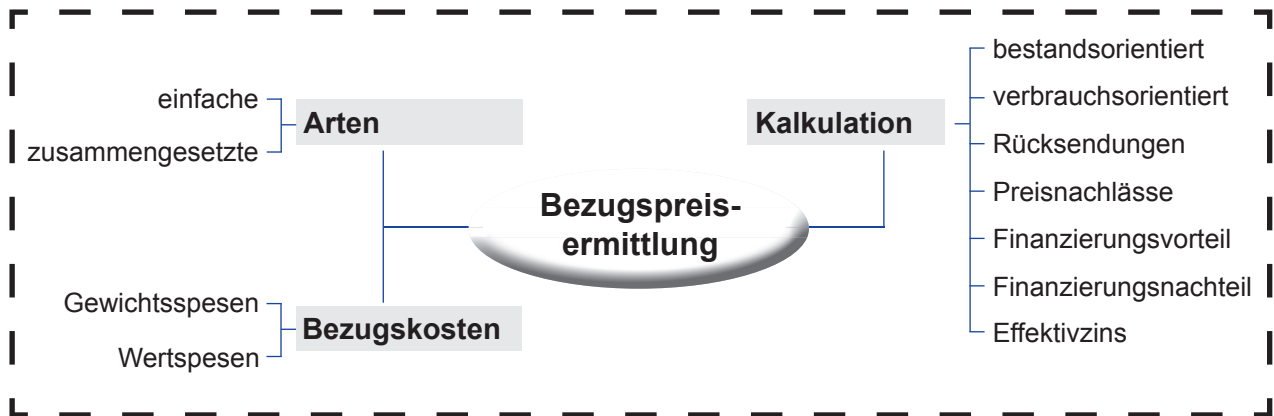 einfache
zusammengesetzte
Arten
Gewichtsspesen
Wertspesen
Bezugskosten
Bezugspreis-
ermittlung
Kalkulation
bestandsorientiert
verbrauchsorientiert
Rücksendungen
Preisnachlässe
Finanzierungsvorteil
Finanzierungsnachteil
Effektivzins